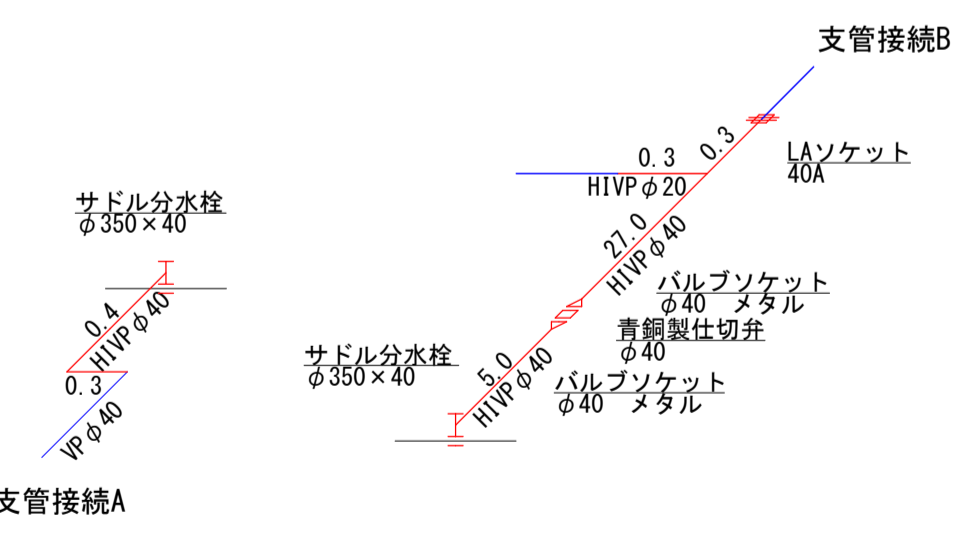 支管接続B
0.3
LAソケット
40A
0.3
HIVPφ20
サドル分水栓
φ350×40
27.0
HIVPφ40
バルブソケット
φ40 メタル
0.4
HIVPφ40
青銅製仕切弁
φ40
サドル分水栓
φ350×40
5.0
HIVPφ40
バルブソケット
φ40 メタル
0.3
VPφ40
支管接続A